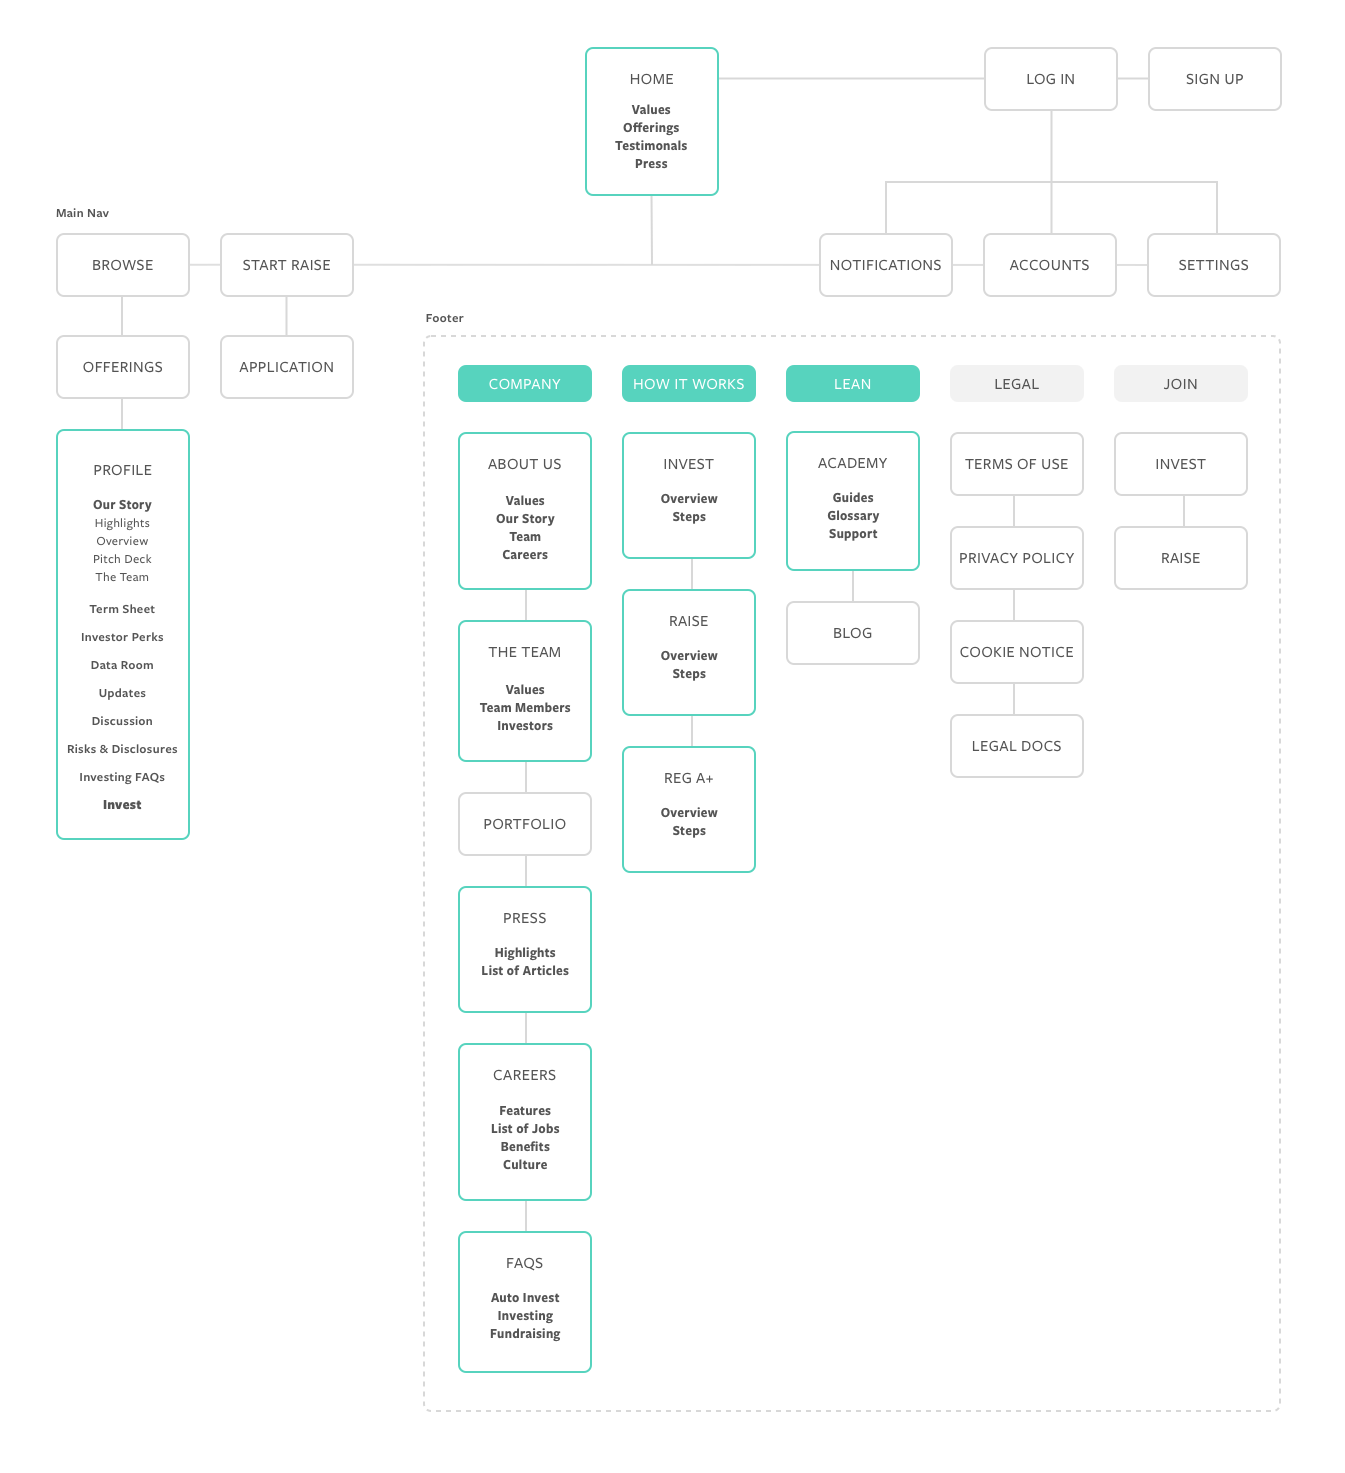 HOME
Values
Offerings
Testimonals
Press
LOG IN
SIGN UP
Main Nav
BROWSE
START RAISE
NOTIFICATIONS
ACCOUNTS
SETTINGS
OFFERINGS
APPLICATION
PROFILE
Our Story
Highlights
Overview
Pitch Deck
The Team
Term Sheet
Investor Perks
Data Room
Updates
Discussion
Risks & Disclosures
Investing FAQs
Invest
Footer
COMPANY
ABOUT US
Values
Our Story
Team
Careers
THE TEAM
Values
Team Members
Investors
PORTFOLIO
PRESS
Highlights
List of Articles
CAREERS
Features
List of Jobs
Benefits
Culture
FAQS
Auto Invest
Investing
Fundraising
HOW IT WORKS
INVEST
Overview
Steps
RAISE
Overview
Steps
REG A+
Overview
Steps
LEAN
ACADEMY
Guides
Glossary
Support
BLOG
LEGAL
TERMS OF USE
PRIVACY POLICY
COOKIE NOTICE
LEGAL DOCS
JOIN
INVEST
RAISE